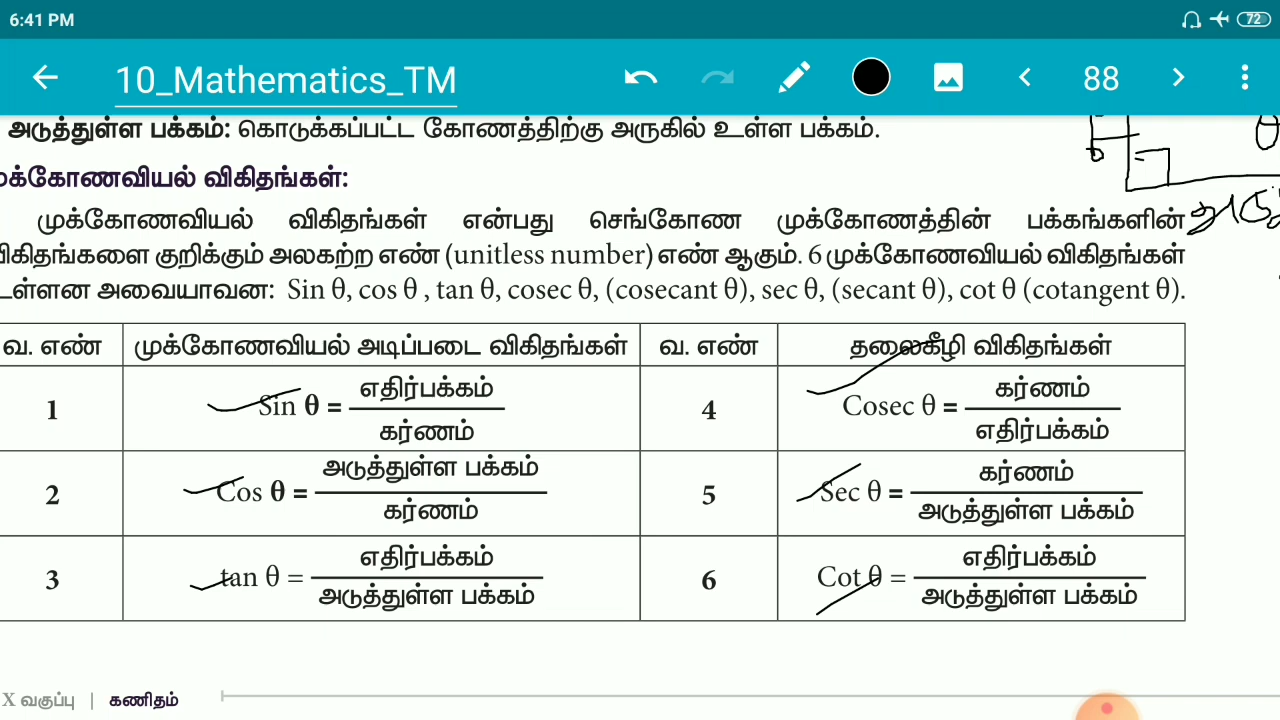 6:41 PM
72
10_Mathematics_TM
88
அடுத்துள்ள பக்கம்: கொடுக்கப்பட்ட கோணத்திற்கு அருகில் உள்ள பக்கம்.
θ
முக்கோணவியல் விகிதங்கள்:
முக்கோணவியல் விகிதங்கள் என்பது செங்கோண முக்கோணத்தின் பக்கங்களின்
விகிதங்களை குறிக்கும் அலகற்ற எண் (unitless number) எண் ஆகும். 6 முக்கோணவியல் விகிதங்கள்
உள்ளன அவையாவன: Sin θ, cos θ , tan θ, cosec θ, (cosecant θ), sec θ, (secant θ), cot θ (cotangent θ).
வ. எண் முக்கோணவியல் அடிப்படை விகிதங்கள் வ. எண் தலைகீழி விகிதங்கள்
1 Sin θ = எதிர்பக்கம் / கர்ணம் 4 Cosec θ = கர்ணம் / எதிர்பக்கம்
2 Cos θ = அடுத்துள்ள பக்கம் / கர்ணம் 5 Sec θ = கர்ணம் / அடுத்துள்ள பக்கம்
3 tan θ = எதிர்பக்கம் / அடுத்துள்ள பக்கம் 6 Cot θ = எதிர்பக்கம் / அடுத்துள்ள பக்கம்
X வகுப்பு | கணிதம்